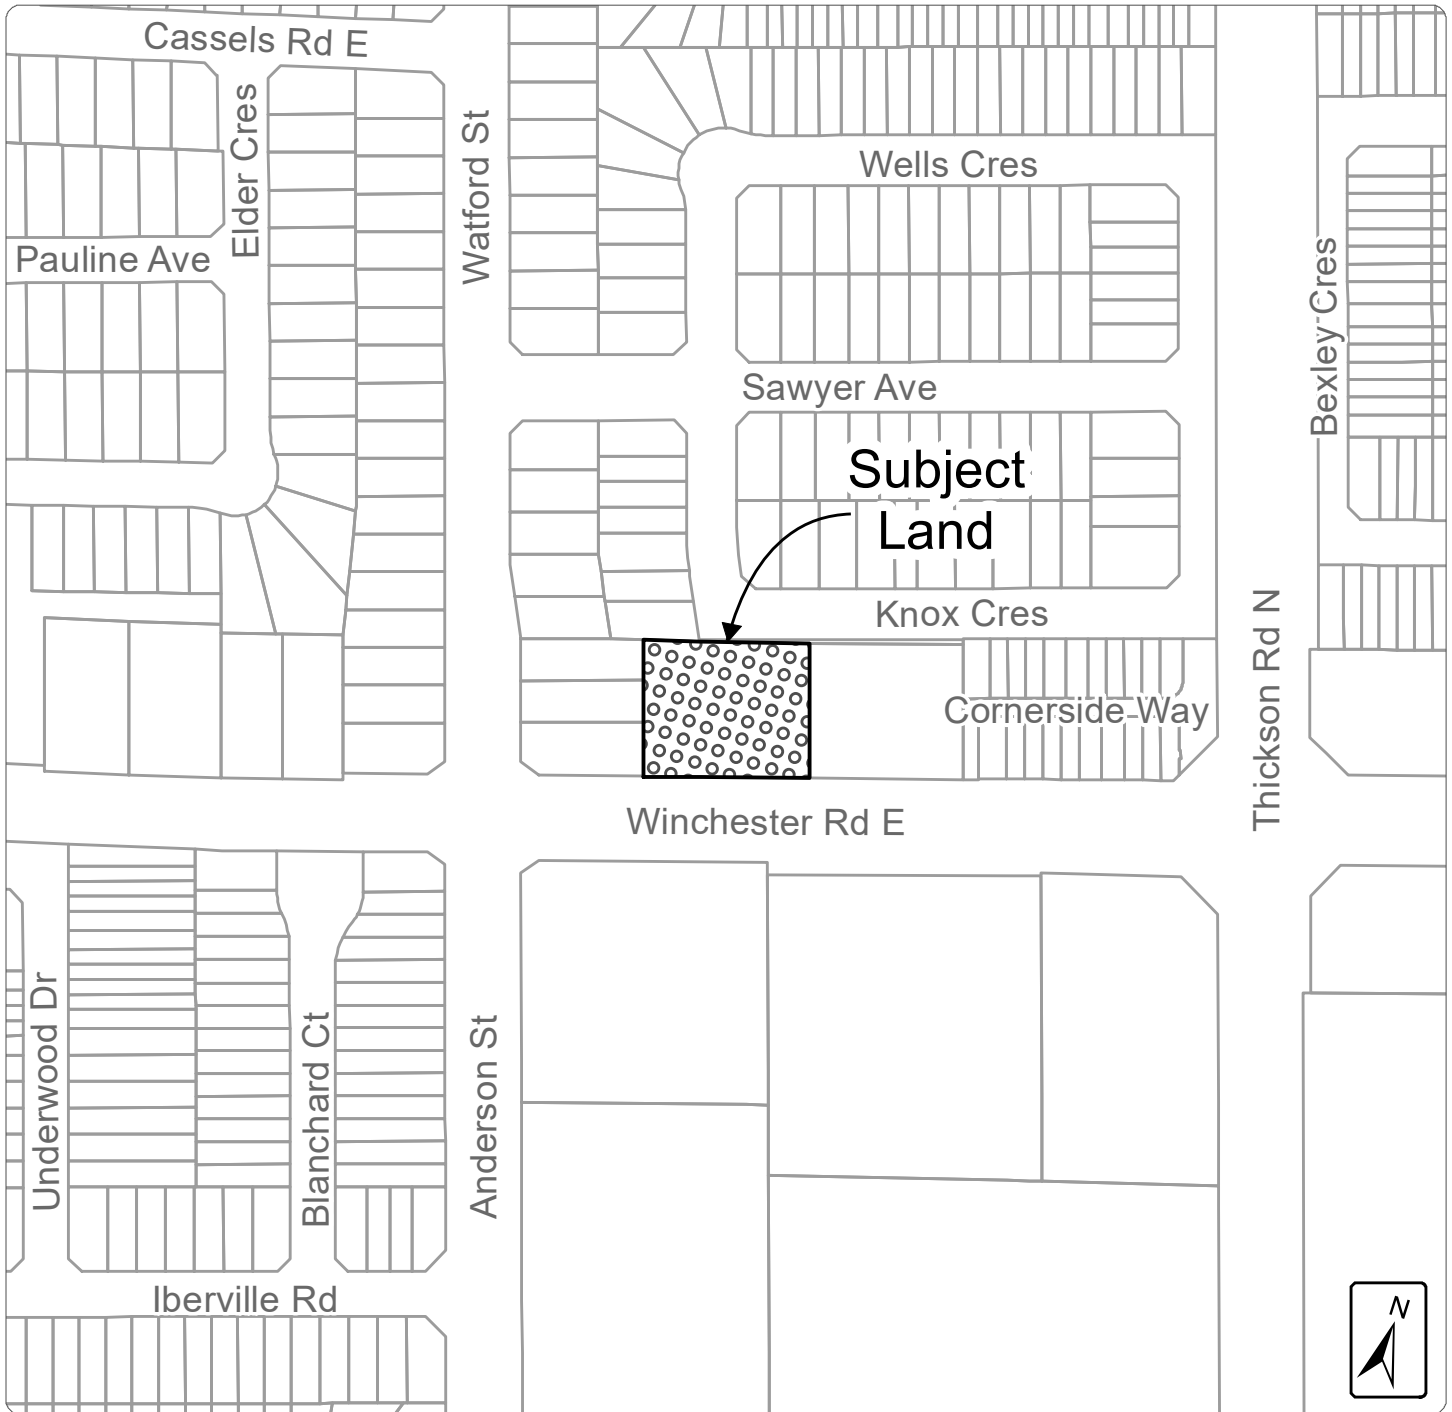 Cassels Rd E
Elder Cres
Watford St
Wells Cres
Pauline Ave
Bexley Cres
Sawyer Ave
Subject
Land
Knox Cres
Thickson Rd N
Cornerside Way
Winchester Rd E
Underwood Dr
Blanchard Ct
Anderson St
Iberville Rd
N